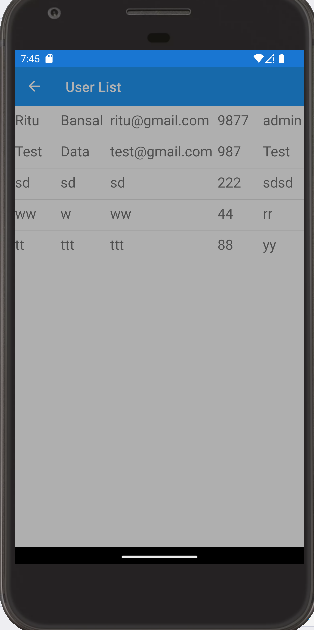 7:45
User List
Ritu Bansal ritu@gmail.com 9877 admin
Test Data test@gmail.com 987 Test
sd sd sd 222 sdsd
ww w ww 44 rr
tt ttt ttt 88 yy